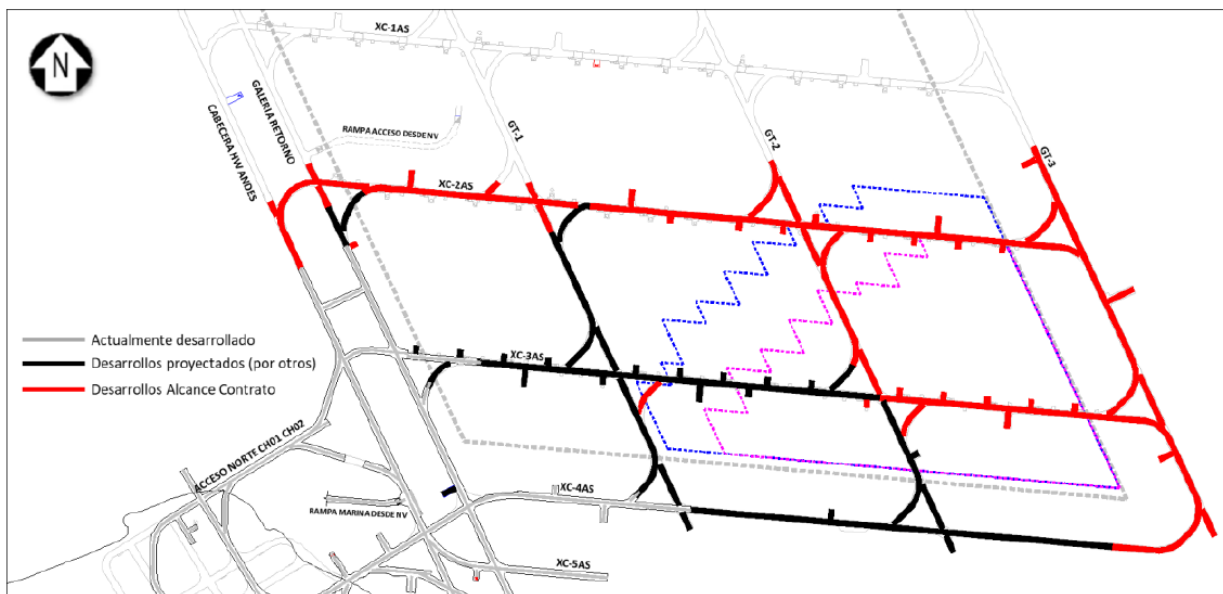 XC-1AS
N
GALERIA RETORNO
CABECERA HW ANDES
RAMPA ACCESO DESDE NV
GT-1
GT-2
GT-3
XC-2AS
Actualmente desarrollado
Desarrollos proyectados (por otros)
Desarrollos Alcance Contrato
XC-3AS
ACCESO NORTE CH01 CH02
XC-4AS
RAMPA MARINA DESDE NV
XC-5AS